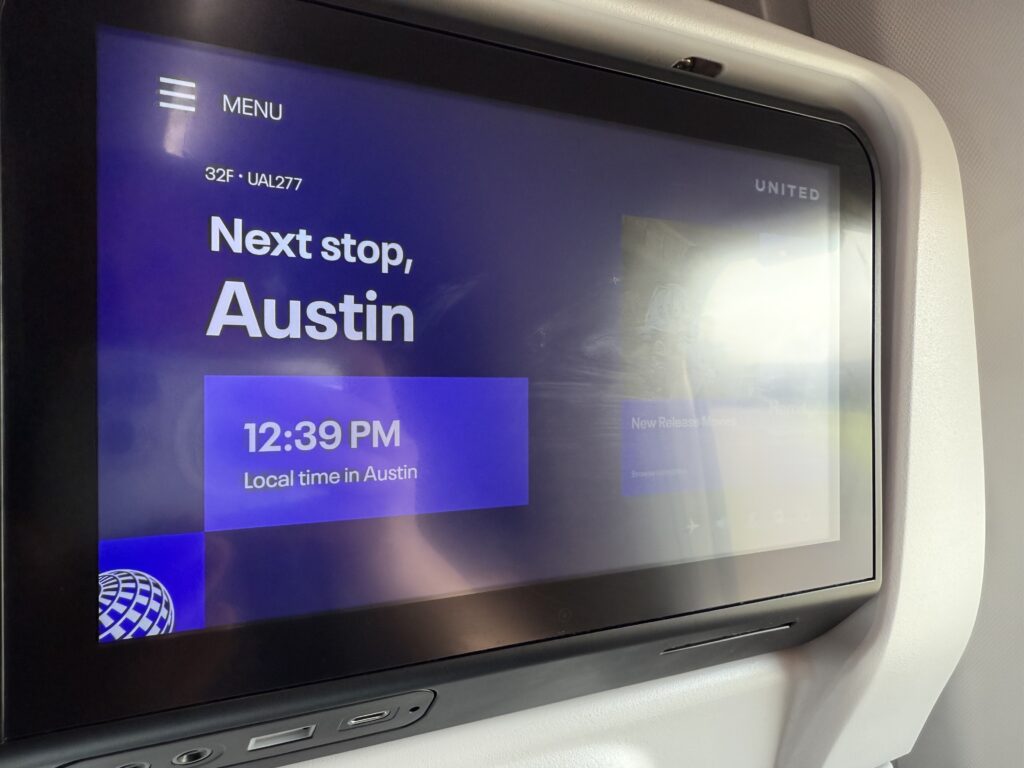 MENU
32F • UAL277
UNITED
Next stop,
Austin
12:39 PM
Local time in Austin
New Release Movies